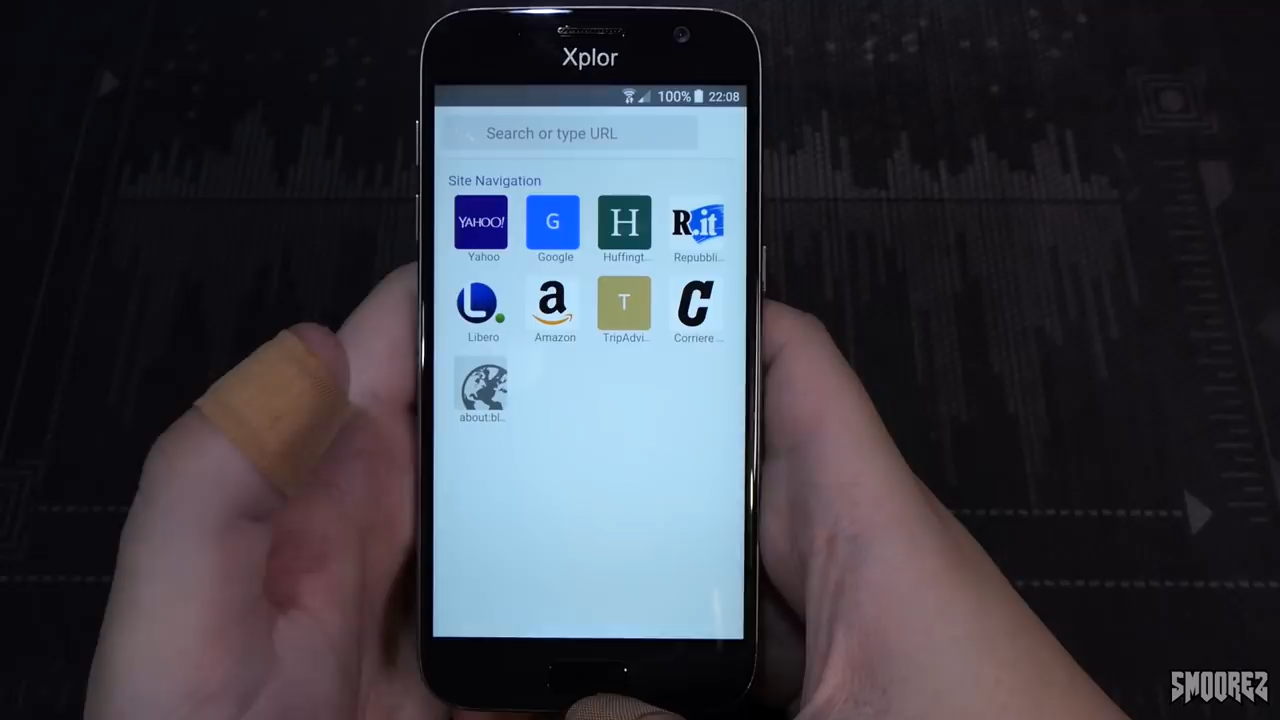 Xplor
100% 22:08
Search or type URL
Site Navigation
YAHOO! G H R.it
Yahoo Google Huffingt... Repubbli...
L a T C
Libero Amazon TripAdvi... Corriere ...
about:bl...
SMOOREZ